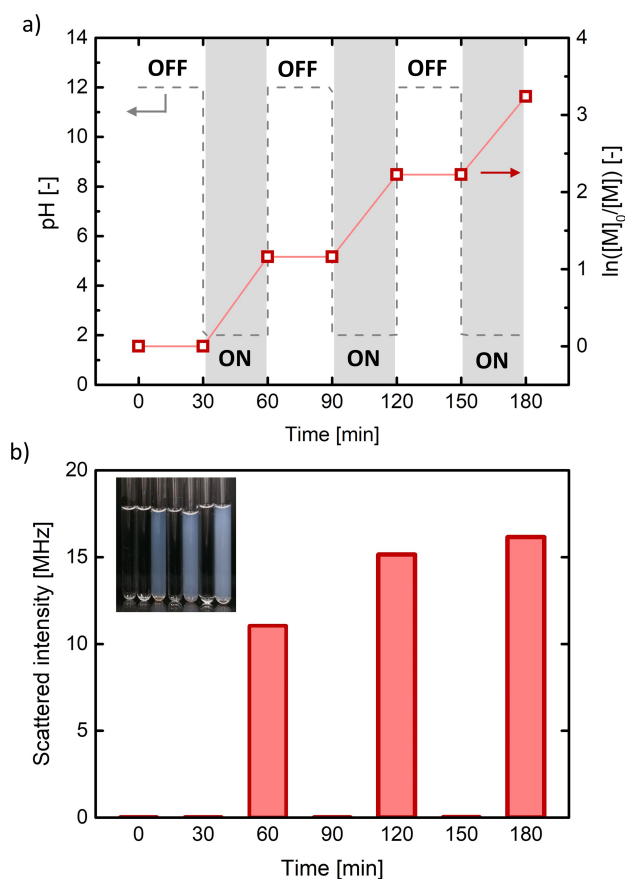 a)
14
12
10
8
6
4
2
0
pH [-]
OFF
OFF
OFF
ON
ON
ON
4
3
2
1
0
ln([M]₀/[M]) [-]
0
30
60
90
120
150
180
Time [min]
b)
20
15
10
5
0
Scattered intensity [MHz]
0
30
60
90
120
150
180
Time [min]